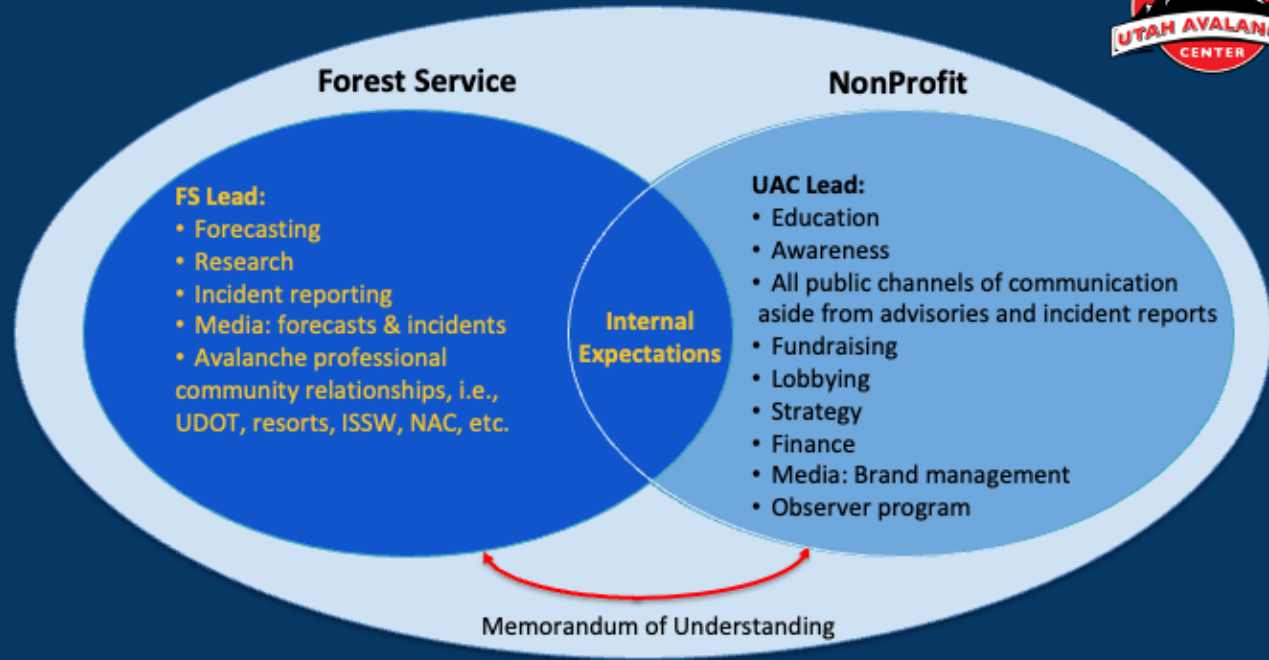 UTAH AVALAN
CENTER
Forest Service
NonProfit
FS Lead:
• Forecasting
• Research
• Incident reporting
• Media: forecasts & incidents
• Avalanche professional
community relationships, i.e.,
UDOT, resorts, ISSW, NAC, etc.
Internal
Expectations
UAC Lead:
• Education
• Awareness
• All public channels of communication
aside from advisories and incident reports
• Fundraising
• Lobbying
• Strategy
• Finance
• Media: Brand management
• Observer program
Memorandum of Understanding